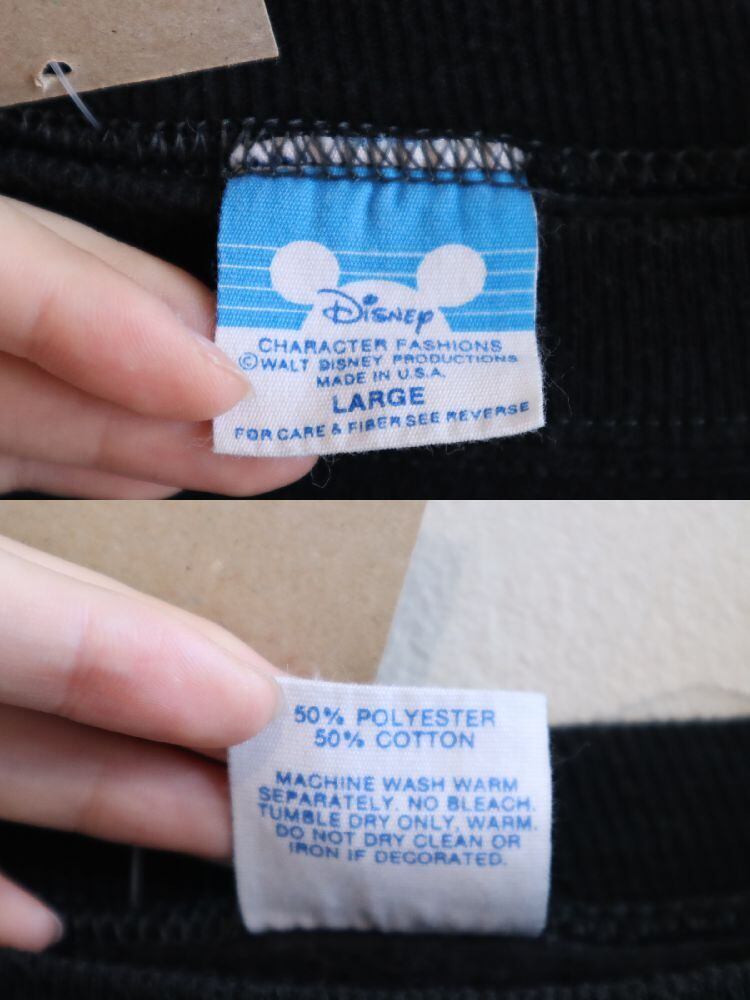 Disney
CHARACTER FASHIONS
©WALT DISNEY PRODUCTIONS
MADE IN U.S.A.
LARGE
FOR CARE & FIBER SEE REVERSE
50% POLYESTER
50% COTTON
MACHINE WASH WARM
SEPARATELY. NO BLEACH.
TUMBLE DRY ONLY, WARM.
DO NOT DRY CLEAN OR
IRON IF DECORATED.